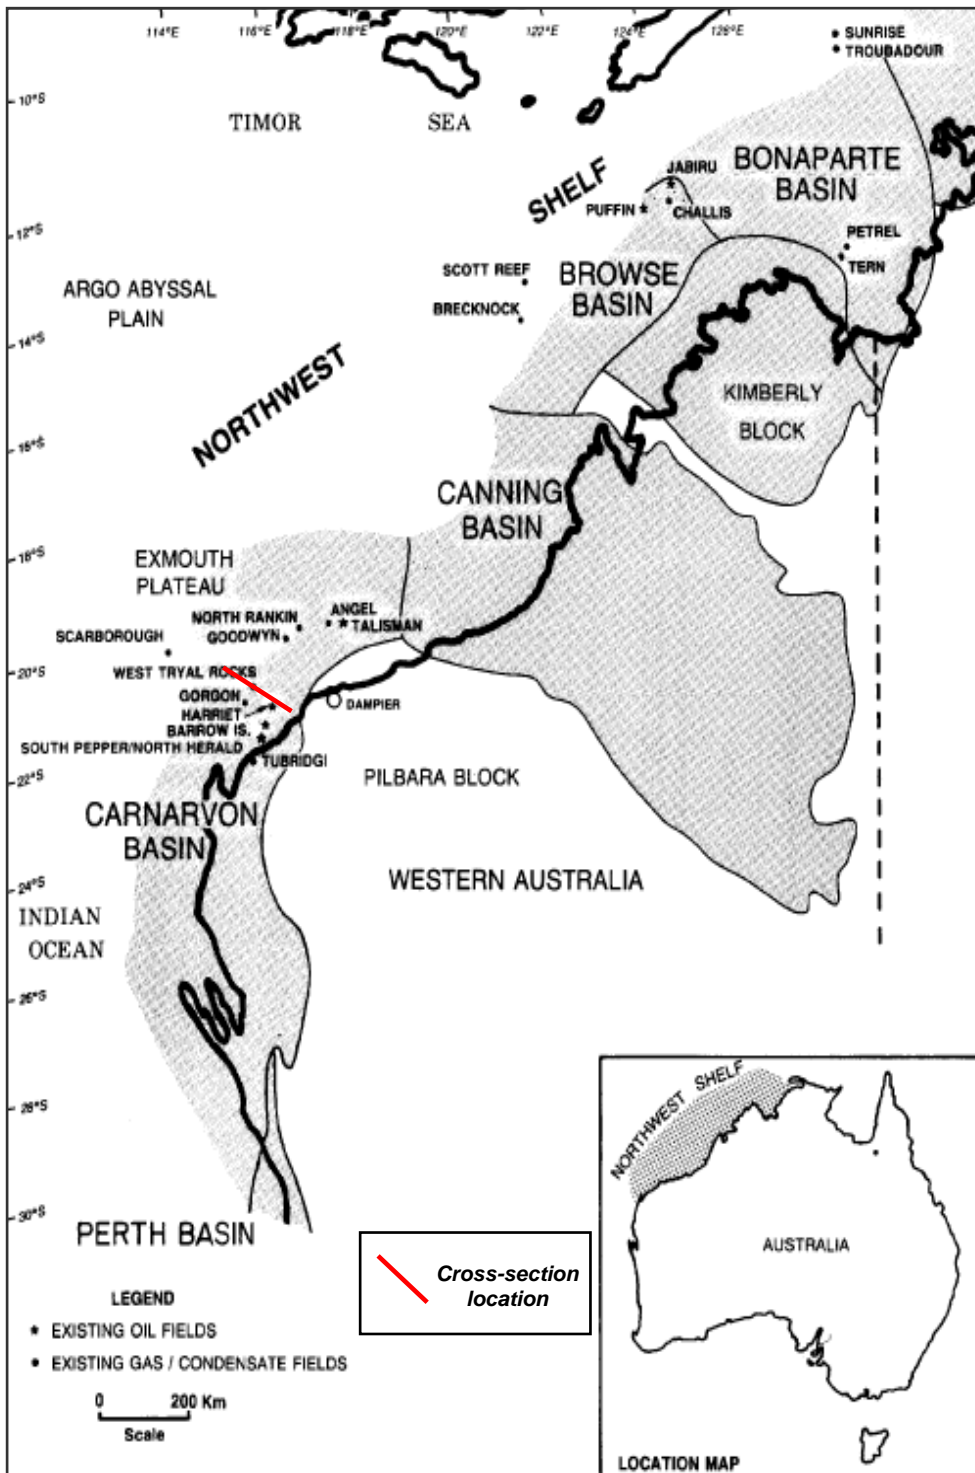 114°E 116°E 118°E 120°E 122°E 124°E 126°E
SUNRISE
TROUBADOUR
10°S
TIMOR SEA
BONAPARTE
BASIN
JABIRU
SHELF
PUFFIN
CHALLIS
12°S
PETREL
TERN
SCOTT REEF
BROWSE
BASIN
ARGO ABYSSAL
PLAIN
BRECKNOCK
14°S
NORTHWEST
KIMBERLY
BLOCK
16°S
CANNING
BASIN
18°S
EXMOUTH
PLATEAU
NORTH RANKIN
ANGEL
TALISMAN
GOODWYN
SCARBOROUGH
20°S
WEST TRYAL ROCKS
GORGON
HARRIET
DAMPIER
BARROW IS.
SOUTH PEPPER/NORTH HERALD
TUBRIDGI
22°S
PILBARA BLOCK
CARNARVON
BASIN
WESTERN AUSTRALIA
24°S
INDIAN
OCEAN
26°S
28°S
30°S
PERTH BASIN
Cross-section
location
LEGEND
* EXISTING OIL FIELDS
• EXISTING GAS / CONDENSATE FIELDS
0 200 Km
Scale
NORTHWEST SHELF
AUSTRALIA
LOCATION MAP